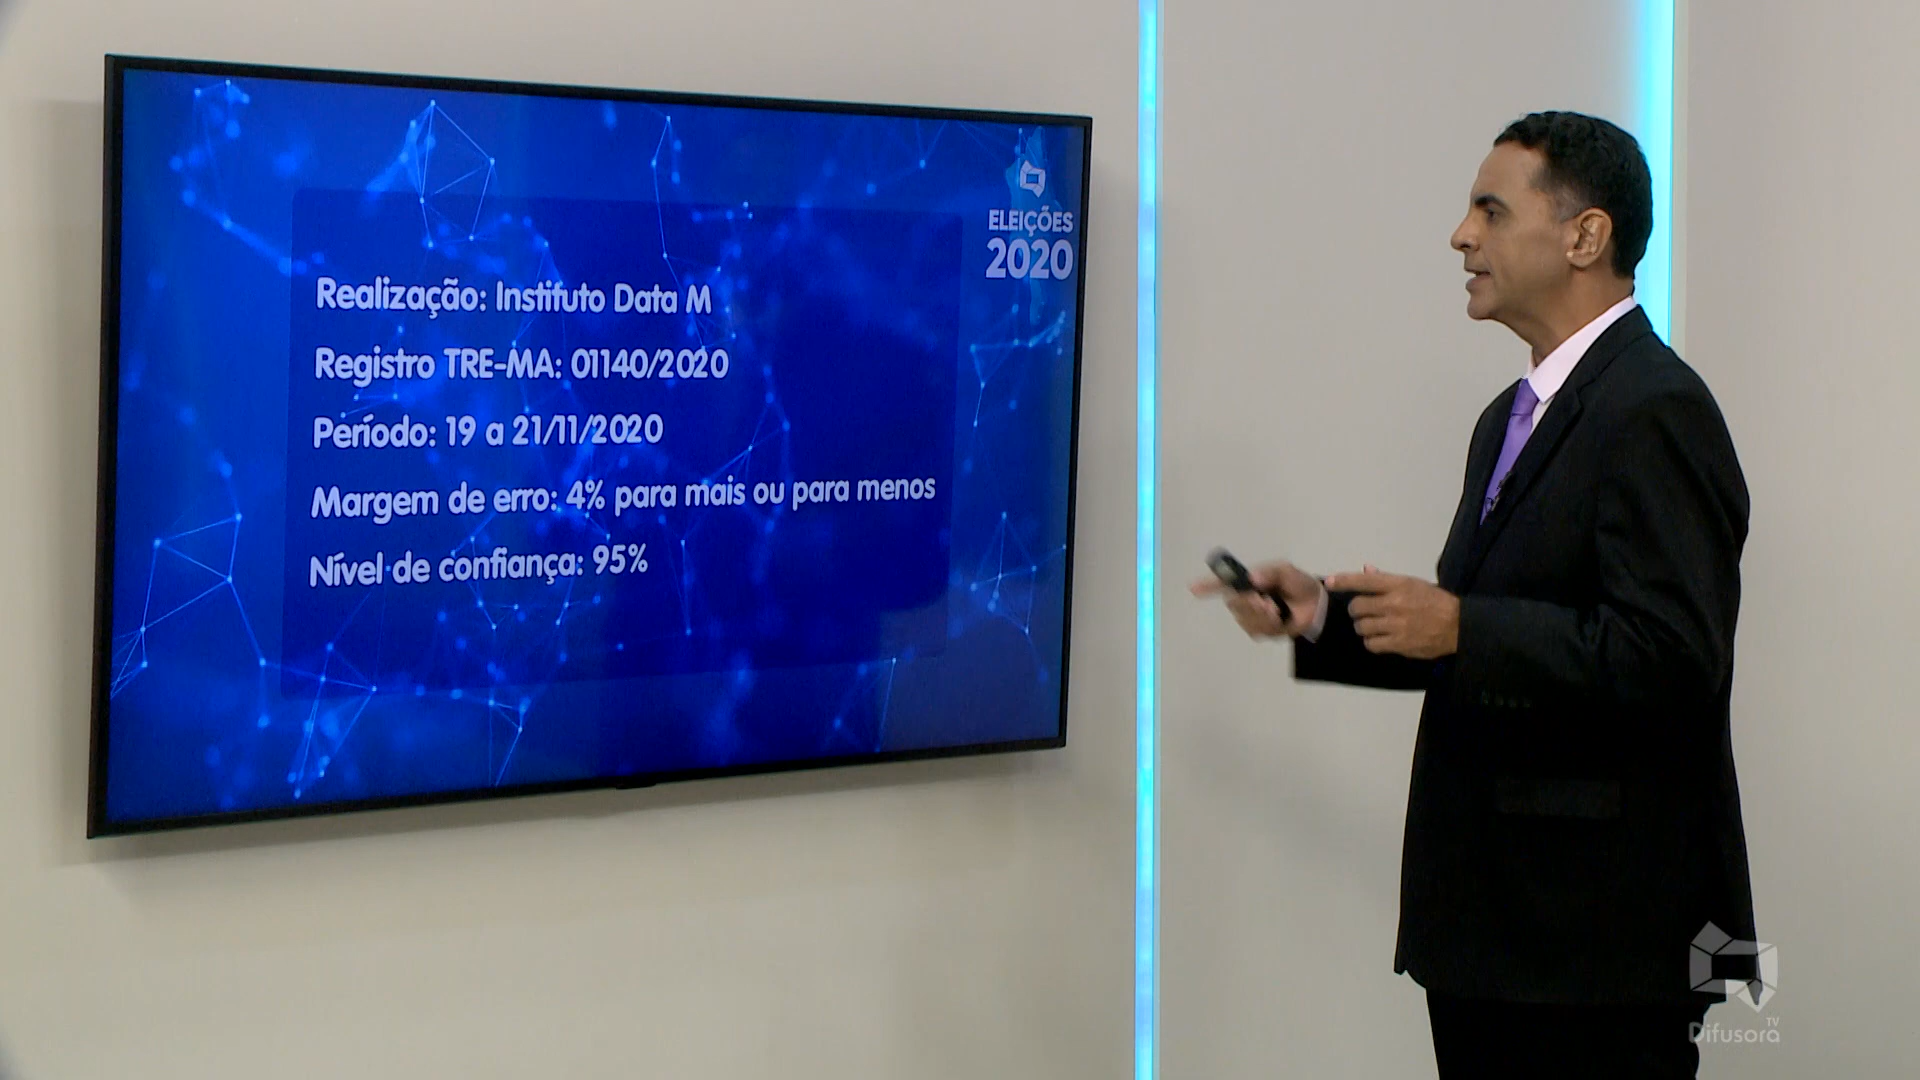 ELEIÇÕES
2020
Realização: Instituto Data M
Registro TRE-MA: 01140/2020
Período: 19 a 21/11/2020
Margem de erro: 4% para mais ou para menos
Nível de confiança: 95%
TV
Difusora